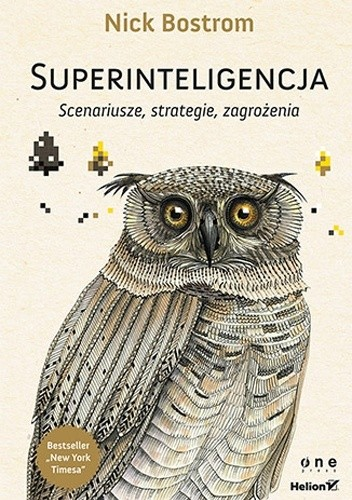 Nick Bostrom
SUPERINTELIGENCJA
Scenariusze, strategie, zagrożenia
Bestseller
„New York
Timesa”
one
press
Helion